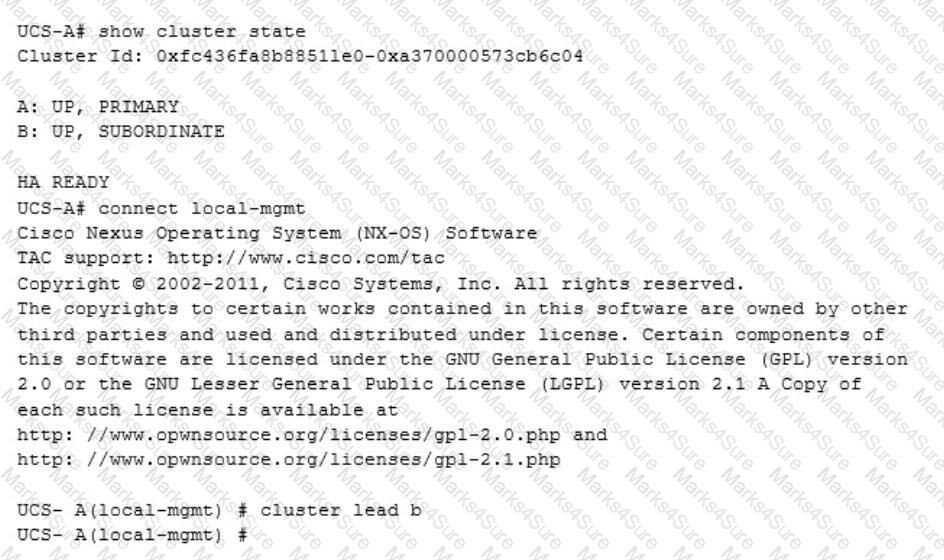 UCS-A# show cluster state
Cluster Id: 0xfc436fa8b88511e0-0xa370000573cb6c04
A: UP, PRIMARY
B: UP, SUBORDINATE
HA READY
UCS-A# connect local-mgmt
Cisco Nexus Operating System (NX-OS) Software
TAC support: http://www.cisco.com/tac
Copyright © 2002-2011, Cisco Systems, Inc. All rights reserved.
The copyrights to certain works contained in this software are owned by other
third parties and used and distributed under license. Certain components of
this software are licensed under the GNU General Public License (GPL) version
2.0 or the GNU Lesser General Public License (LGPL) version 2.1 A Copy of
each such license is available at
http: //www.opwnsource.org/licenses/gpl-2.0.php and
http: //www.opwnsource.org/licenses/gpl-2.1.php
UCS- A(local-mgmt) # cluster lead b
UCS- A(local-mgmt) #
Marks4Sure